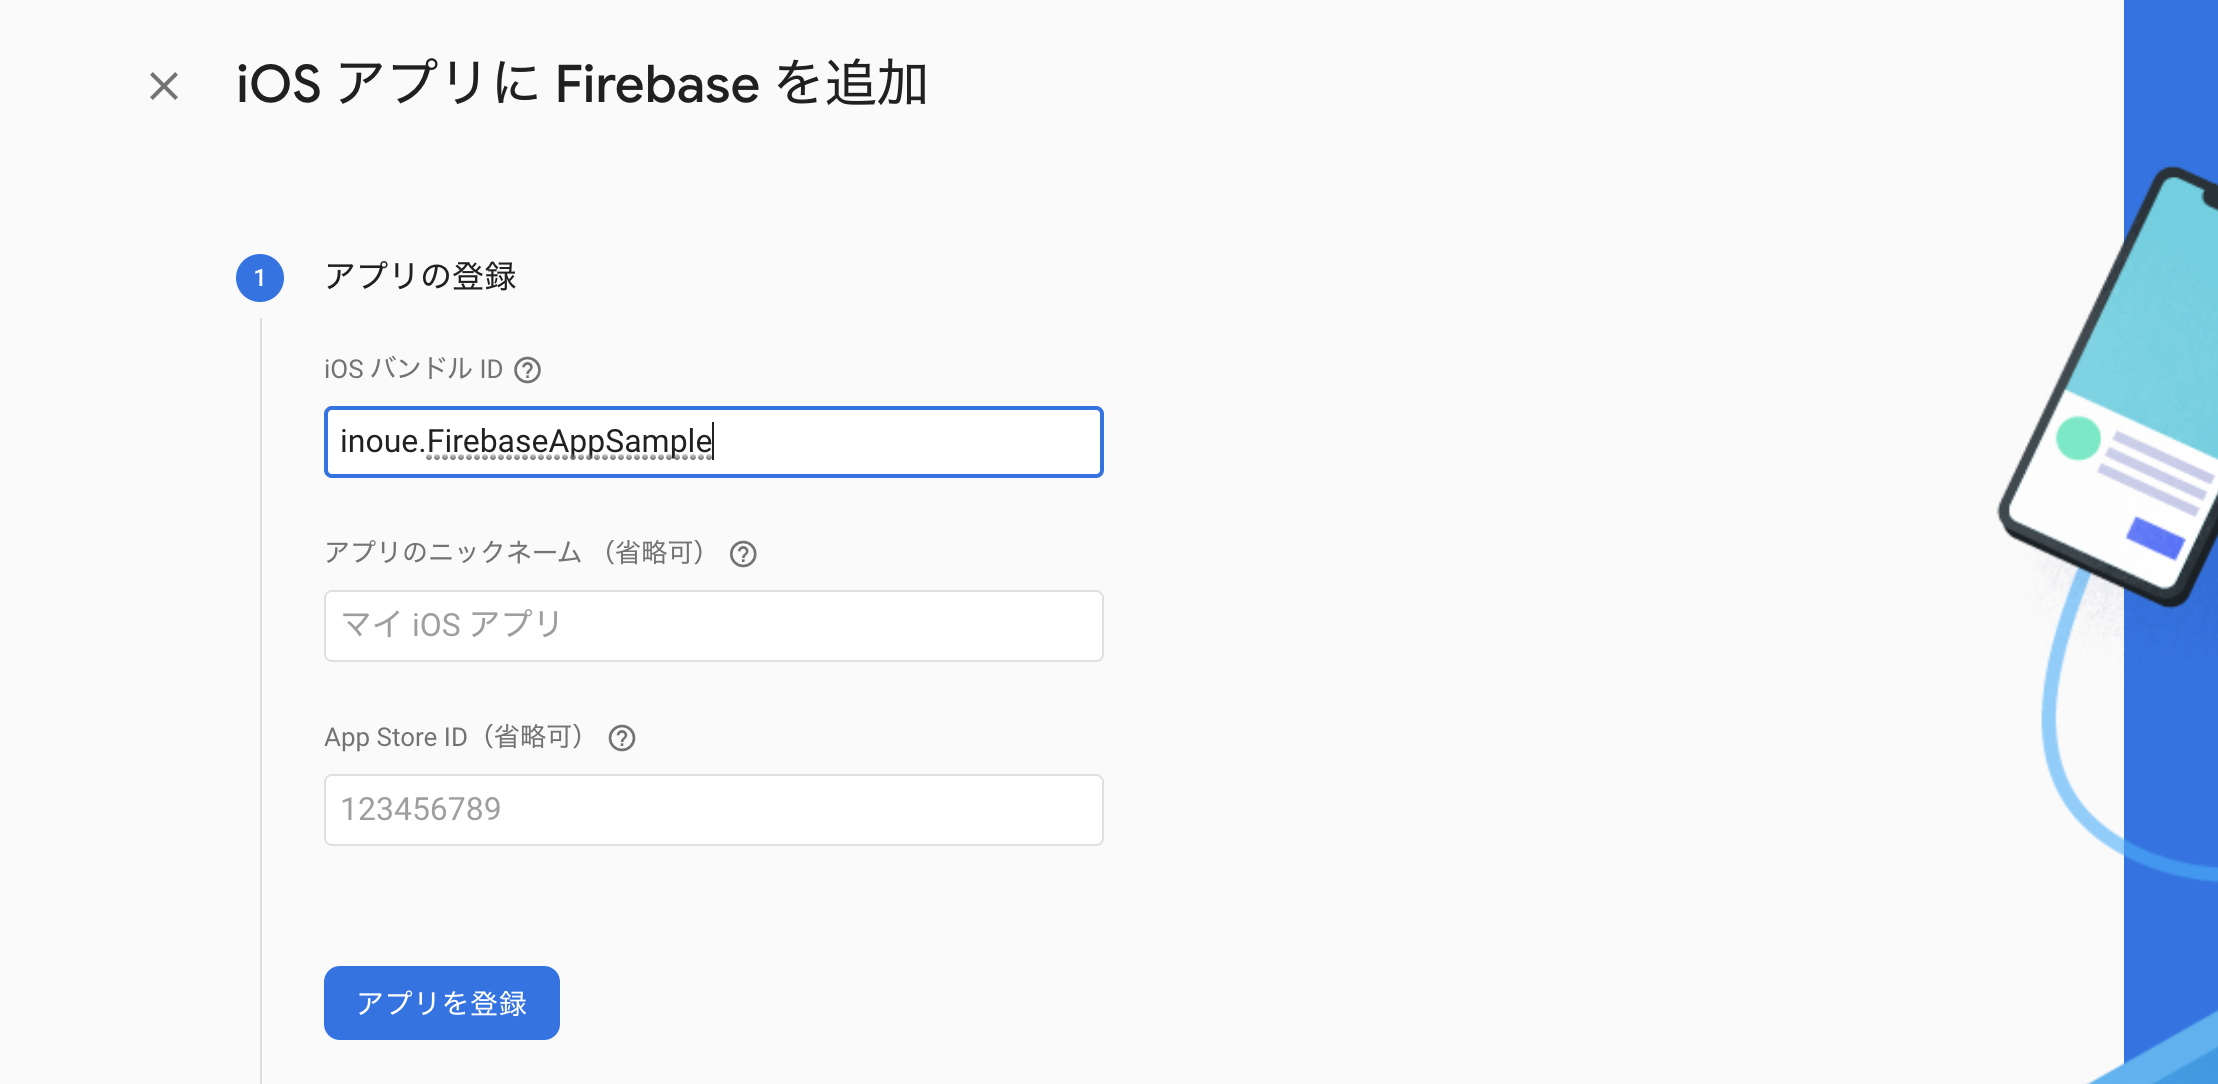 iOS アプリに Firebase を追加
1 アプリの登録
iOS バンドル ID
inoue.FirebaseAppSample
アプリのニックネーム （省略可）
マイ iOS アプリ
App Store ID（省略可）
123456789
アプリを登録